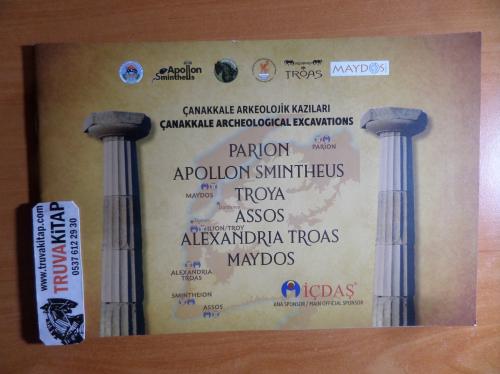 Apollon
Smintheus
TROAS
MAYDOS
ÇANAKKALE ARKEOLOJİK KAZILARI
ÇANAKKALE ARCHEOLOGICAL EXCAVATIONS
PARION
APOLLON SMINTHEUS
TROYA
ASSOS
ALEXANDRIA TROAS
MAYDOS
PARION
MAYDOS
ILION/TROY
ALEXANDRIA
TROAS
SMINTHEION
ASSOS
İÇDAŞ
ANA SPONSOR / MAIN OFFICIAL SPONSOR
www.truvakitap.com
TRUVAKİTAP
0537 612 29 30